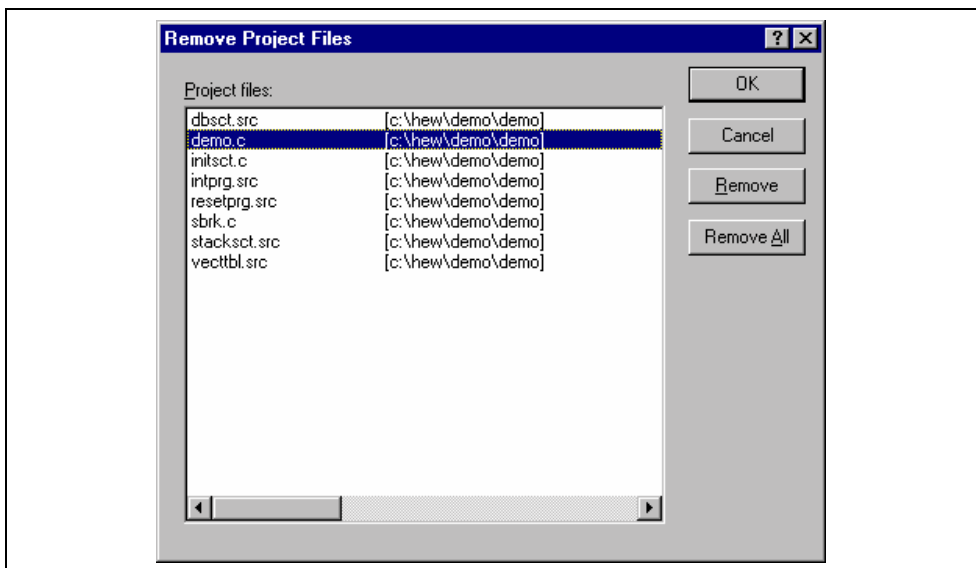 Remove Project Files
Project files:
dbsct.src [c:\hew\demo\demo]
demo.c [c:\hew\demo\demo]
initsct.c [c:\hew\demo\demo]
intprg.src [c:\hew\demo\demo]
resetprg.src [c:\hew\demo\demo]
sbrk.c [c:\hew\demo\demo]
stacksct.src [c:\hew\demo\demo]
vecttbl.src [c:\hew\demo\demo]
OK
Cancel
Remove
Remove All